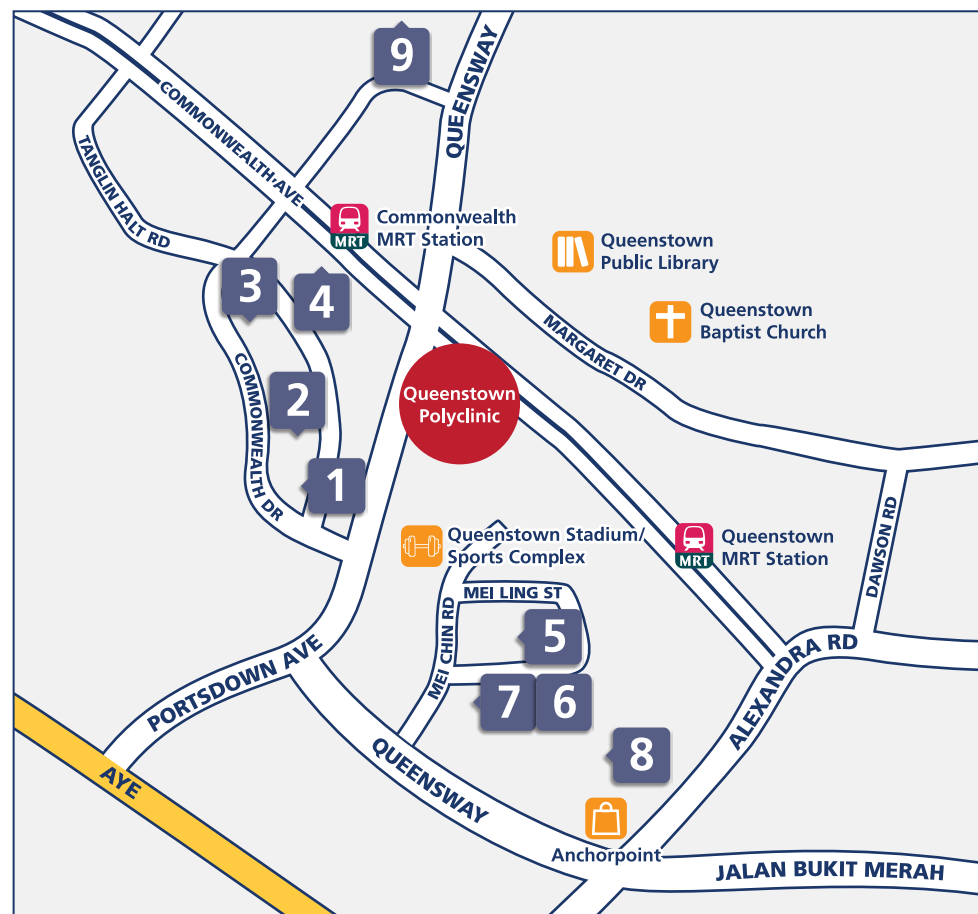 9
QUEENSWAY
COMMONWEALTH AVE
TANGLIN HALT RD
MRT
Commonwealth
MRT Station
Queenstown
Public Library
3
4
Queenstown
Baptist Church
MARGARET DR
COMMONWEALTH DR
2
Queenstown
Polyclinic
1
Queenstown Stadium/
Sports Complex
MRT
Queenstown
MRT Station
DAWSON RD
MEI LING ST
MEI CHIN RD
5
7
6
ALEXANDRA RD
PORTSDOWN AVE
QUEENSWAY
8
AYE
Anchorpoint
JALAN BUKIT MERAH